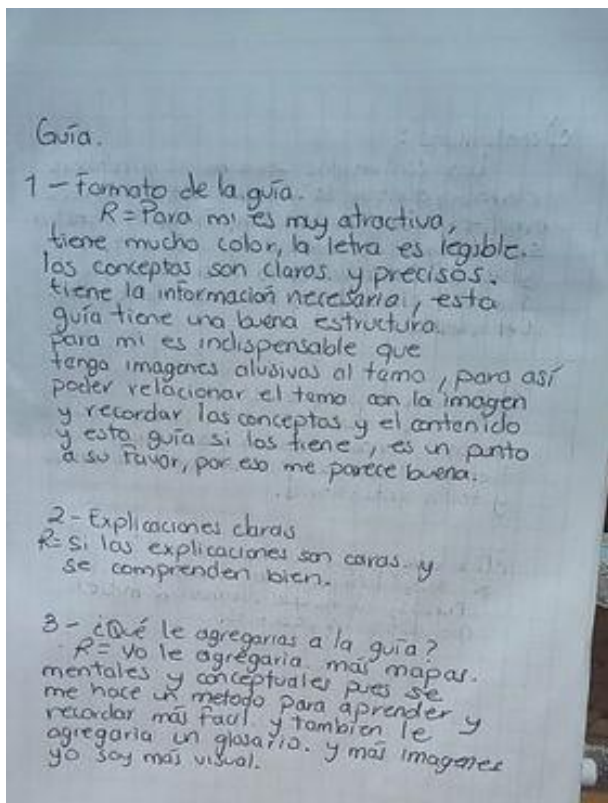 Guía.
1 - Formato de la guía.
R= Para mi es muy atractiva,
tiene mucho color, la letra es legible.
los conceptos son claros y precisos.
tiene la información necesaria, esta
guía tiene una buena estructura
para mi es indispensable que
tenga imagenes alusivas al tema, para así
poder relacionar el tema con la imagen
y recordar los conceptos y el contenido
y esta guía si los tiene, es un punto
a su favor, por eso me parece buena.
2 - Explicaciones claras
R= Si las explicaciones son caras y
se comprenden bien.
3 - ¿Qué le agregarias a la guía?
R= Yo le agregaria más mapas.
mentales y conceptuales pues se
me hace un metodo para aprender y
recordar más facil. y tambien le
agregaria un glosario. y más imagenes
yo soy más visual.